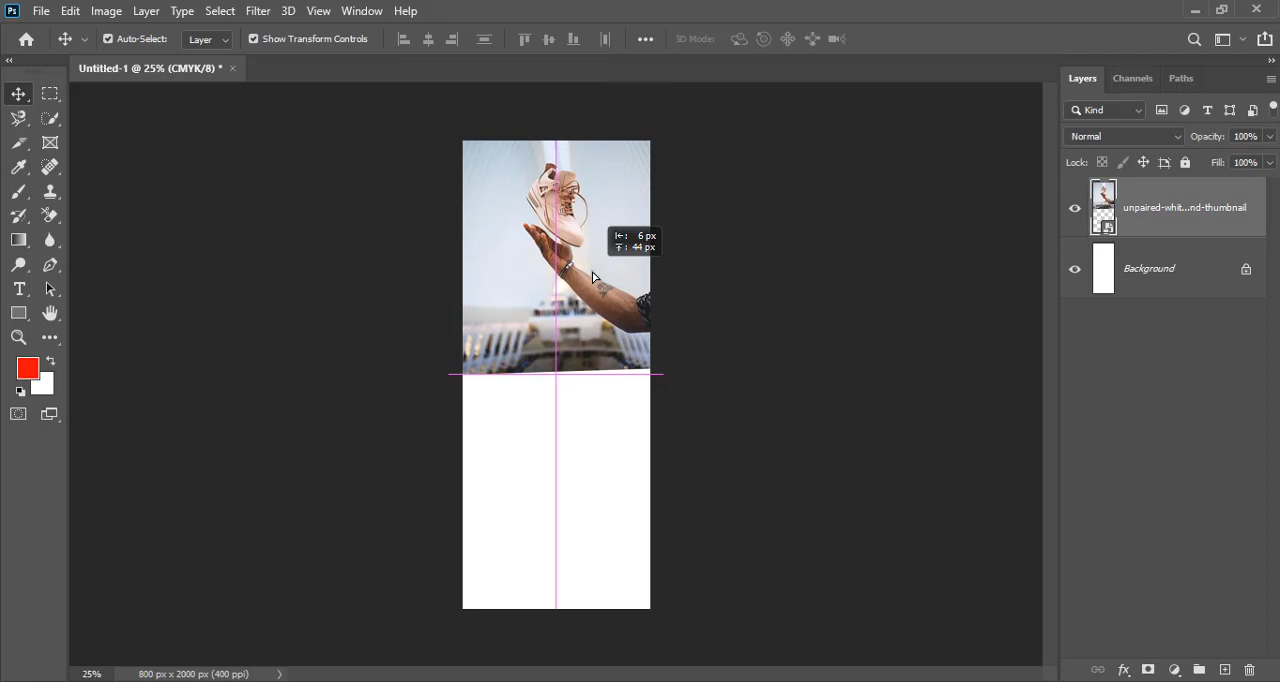 Ps File Edit Image Layer Type Select Filter 3D View Window Help
Auto-Select: Layer Show Transform Controls 3D Mode:
Untitled-1 @ 25% (CMYK/8) *
Layers Channels Paths
Kind
Normal Opacity: 100%
Lock: Fill: 100%
unpaired-whit...nd-thumbnail
6 px
44 px
Background
25% 800 px x 2000 px (400 ppi)